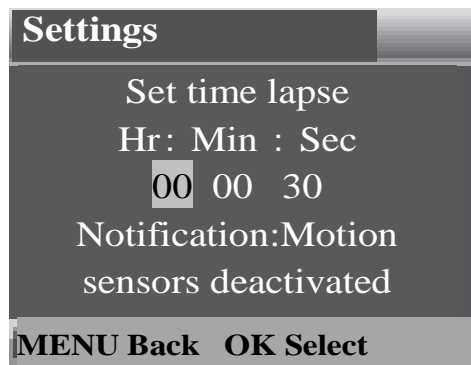 Settings
Set time lapse
Hr: Min : Sec
00 00 30
Notification:Motion
sensors deactivated
MENU Back OK Select